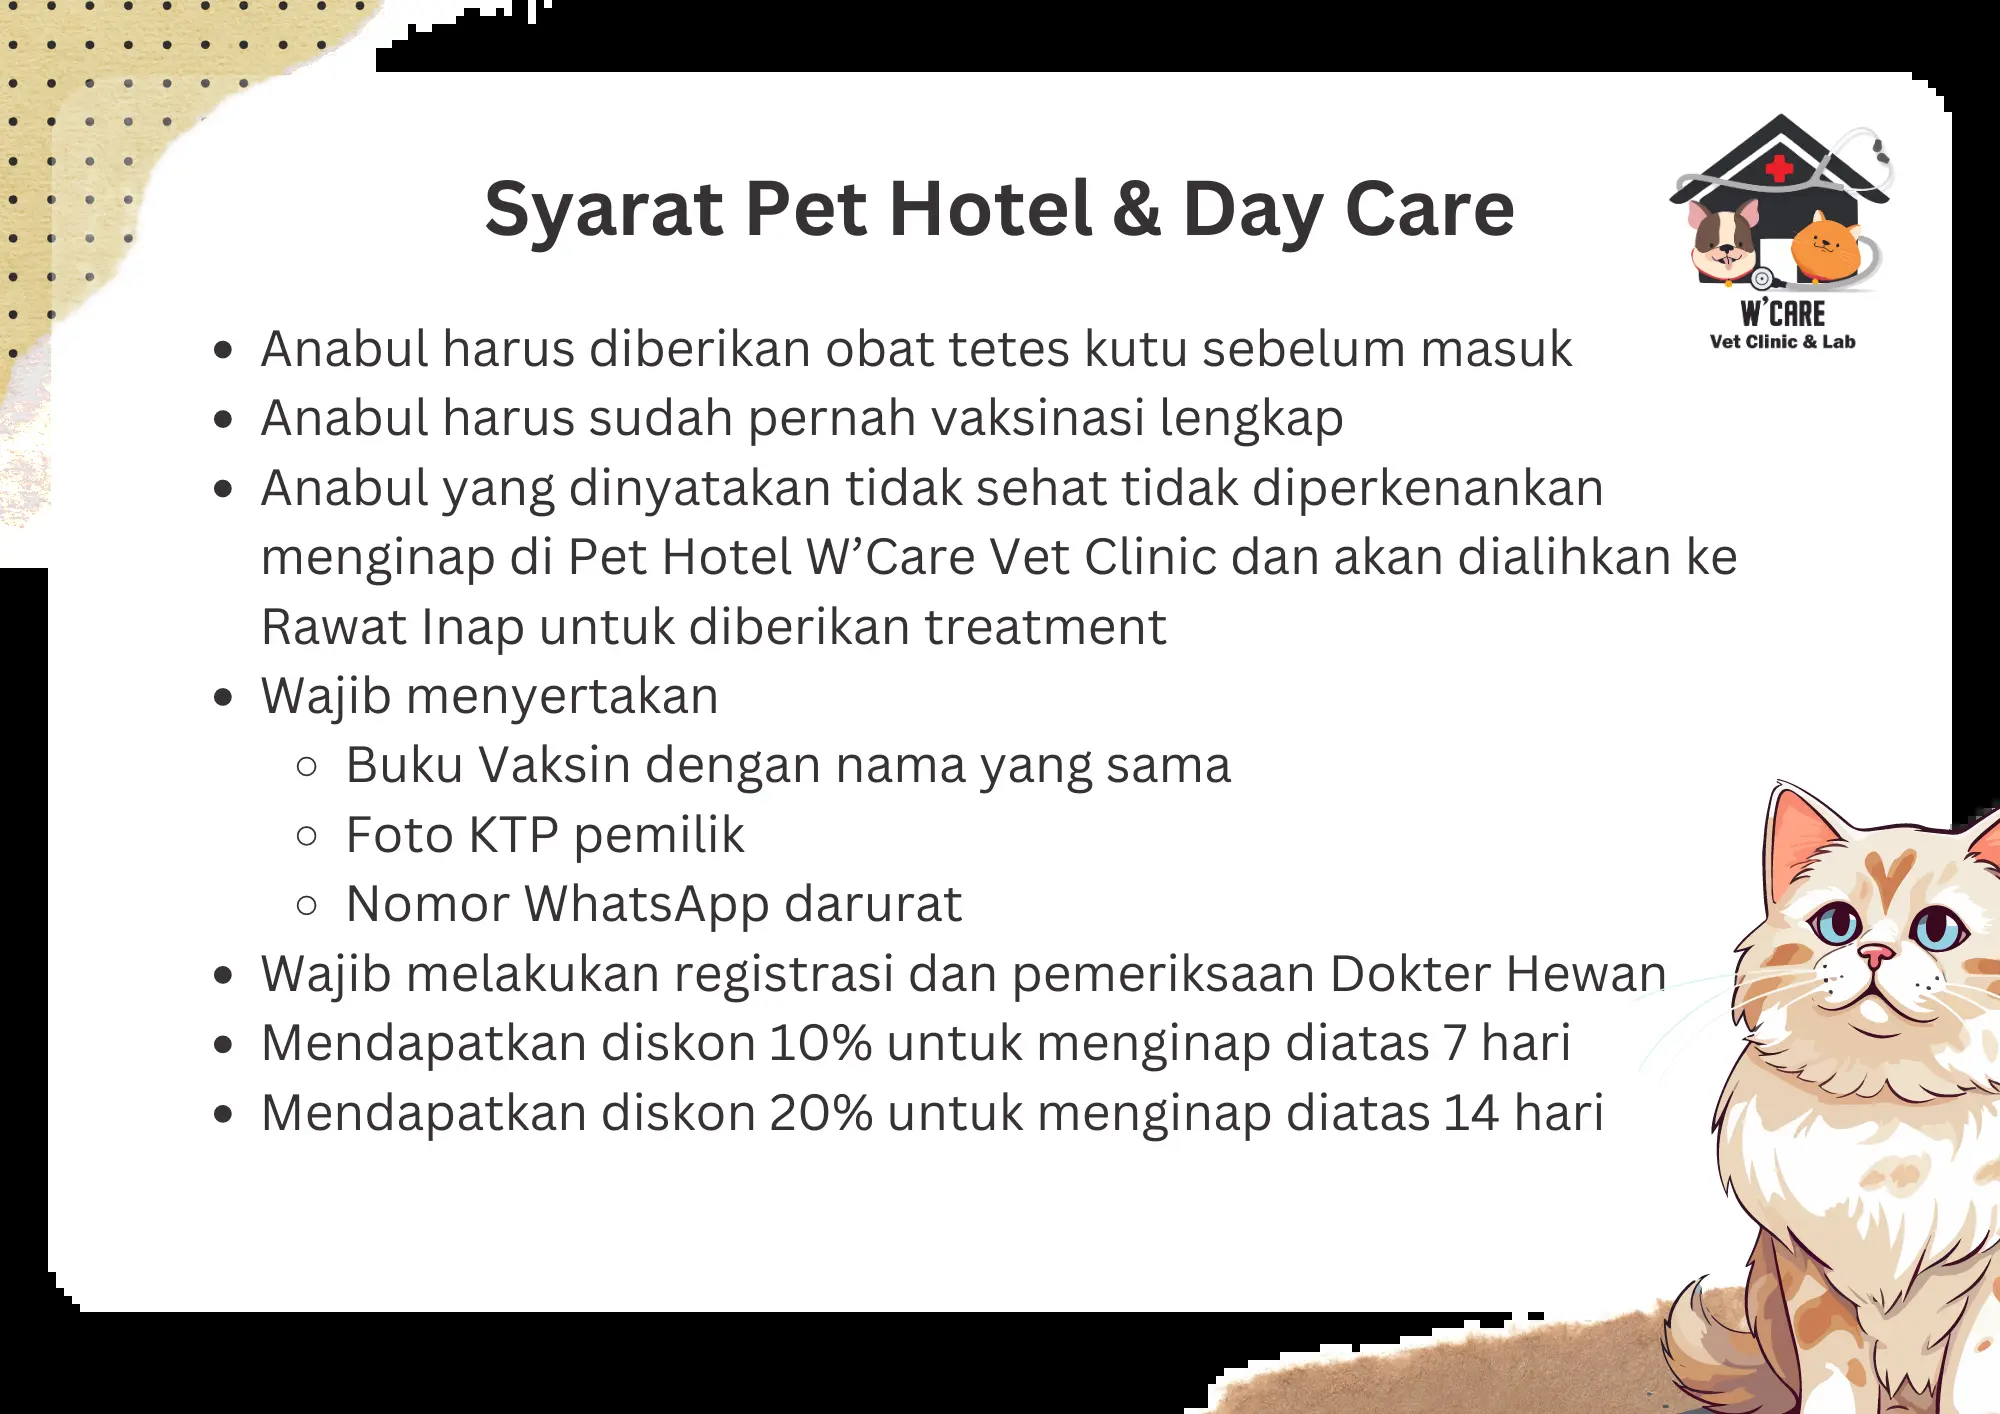 Syarat Pet Hotel & Day Care
W'CARE
Vet Clinic & Lab
• Anabul harus diberikan obat tetes kutu sebelum masuk
• Anabul harus sudah pernah vaksinasi lengkap
• Anabul yang dinyatakan tidak sehat tidak diperkenankan
menginap di Pet Hotel W’Care Vet Clinic dan akan dialihkan ke
Rawat Inap untuk diberikan treatment
• Wajib menyertakan
◦ Buku Vaksin dengan nama yang sama
◦ Foto KTP pemilik
◦ Nomor WhatsApp darurat
• Wajib melakukan registrasi dan pemeriksaan Dokter Hewan
• Mendapatkan diskon 10% untuk menginap diatas 7 hari
• Mendapatkan diskon 20% untuk menginap diatas 14 hari